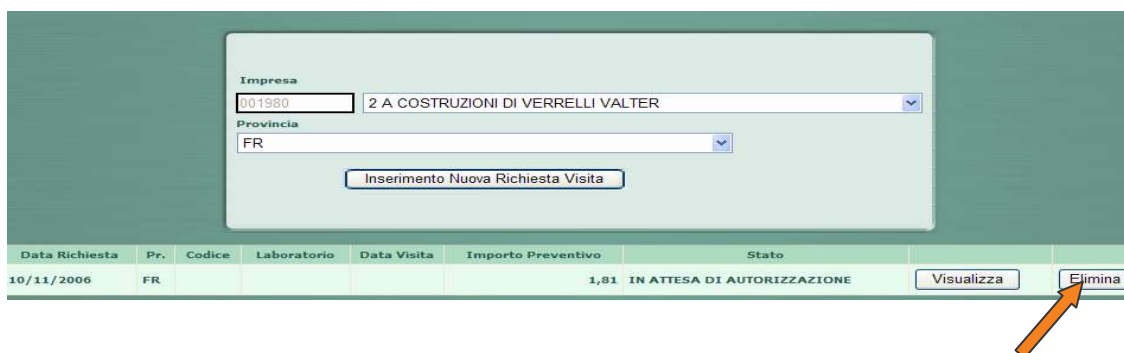 Impresa
001980 2 A COSTRUZIONI DI VERRELLI VALTER
Provincia
FR
Inserimento Nuova Richiesta Visita
Data Richiesta Pr. Codice Laboratorio Data Visita Importo Preventivo Stato
10/11/2006 FR 1,81 IN ATTESA DI AUTORIZZAZIONE Visualizza Elimina